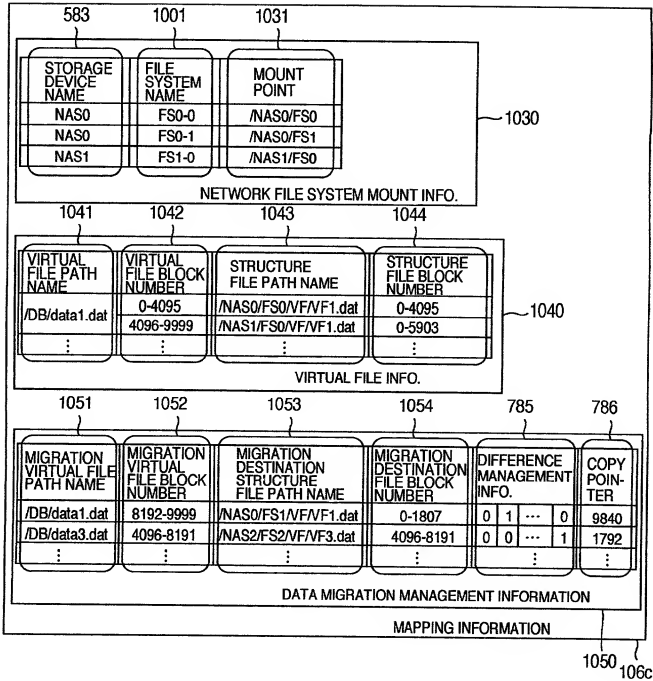 583 1001 1031
STORAGE DEVICE NAME FILE SYSTEM NAME MOUNT POINT
NAS0 FS0-0 /NAS0/FS0
NAS0 FS0-1 /NAS0/FS1
NAS1 FS1-0 /NAS1/FS0
1030
NETWORK FILE SYSTEM MOUNT INFO.
1041 1042 1043 1044
VIRTUAL FILE PATH NAME VIRTUAL FILE BLOCK NUMBER STRUCTURE FILE PATH NAME STRUCTURE FILE BLOCK NUMBER
/DB/data1.dat 0-4095 /NAS0/FS0/VF/VF1.dat 0-4095
4096-9999 /NAS1/FS0/VF/VF1.dat 0-5903
⋮ ⋮ ⋮ ⋮
1040
VIRTUAL FILE INFO.
1051 1052 1053 1054 785 786
MIGRATION VIRTUAL FILE PATH NAME MIGRATION VIRTUAL FILE BLOCK NUMBER MIGRATION DESTINATION STRUCTURE FILE PATH NAME MIGRATION DESTINATION FILE BLOCK NUMBER DIFFERENCE MANAGEMENT INFO. COPY POIN-TER
/DB/data1.dat 8192-9999 /NAS0/FS1/VF/VF1.dat 0-1807 0 1 ··· 0 9840
/DB/data3.dat 4096-8191 /NAS2/FS2/VF/VF3.dat 4096-8191 0 0 ··· 1 1792
⋮ ⋮ ⋮ ⋮ ⋮ ⋮
DATA MIGRATION MANAGEMENT INFORMATION
MAPPING INFORMATION
1050 106c